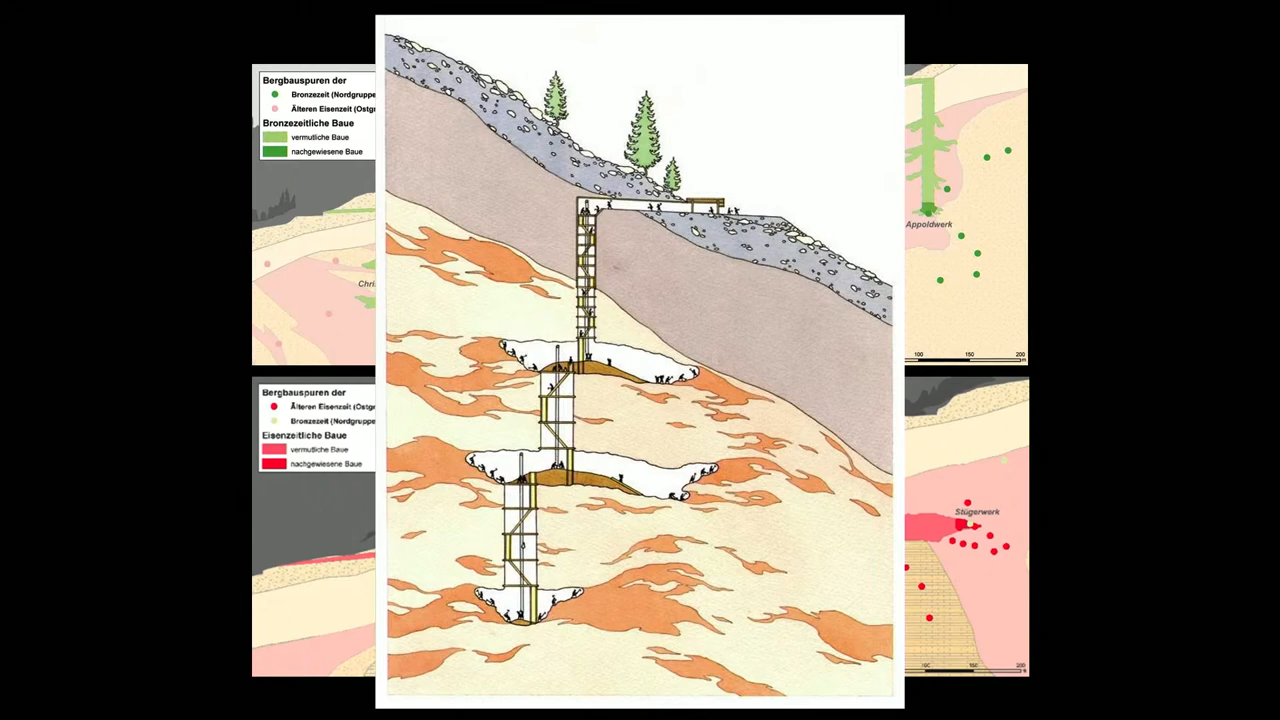 Bergbauspuren der
Bronzezeit (Nordgruppe
Älteren Eisenzeit (Ostgr
Bronzezeitliche Baue
vermutliche Baue
nachgewiesene Baue
Appoldwerk
Chri
100 150 200
Bergbauspuren der
Älteren Eisenzeit (Ostgr
Bronzezeit (Nordgruppe
Eisenzeitliche Baue
vermutliche Baue
nachgewiesene Baue
Stügerwerk
100 150 200